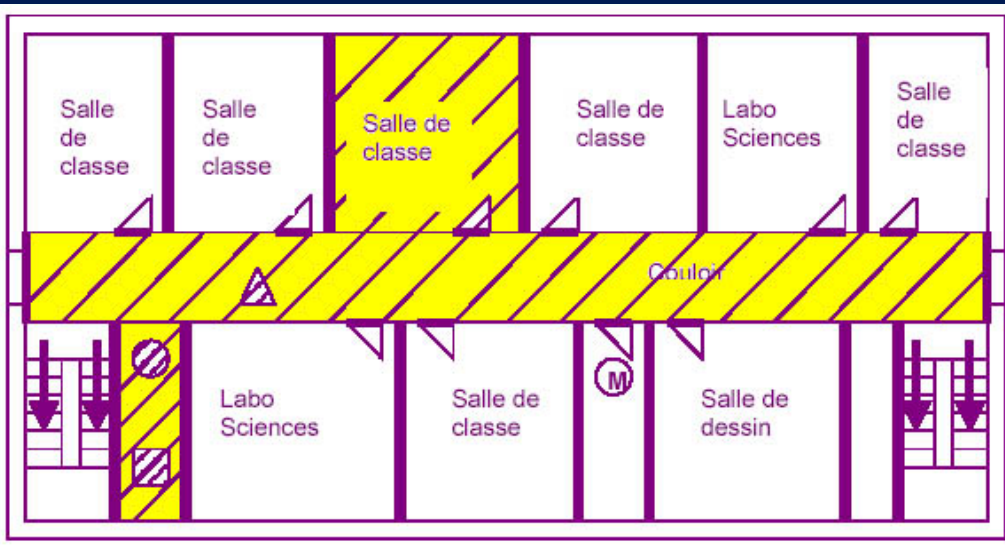 Salle
de
classe
Salle
de
classe
Salle de
classe
Salle de
classe
Labo
Sciences
Salle
de
classe
Couloir
Labo
Sciences
Salle de
classe
M
Salle de
dessin